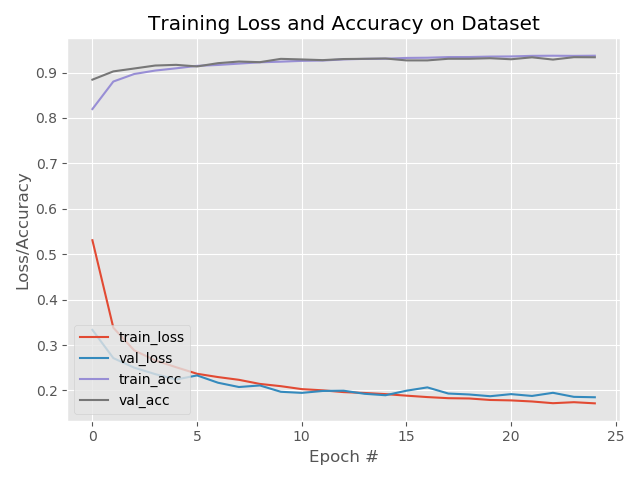 Training Loss and Accuracy on Dataset
Loss/Accuracy
0.9
0.8
0.7
0.6
0.5
0.4
0.3
0.2
train_loss
val_loss
train_acc
val_acc
0 5 10 15 20 25
Epoch #